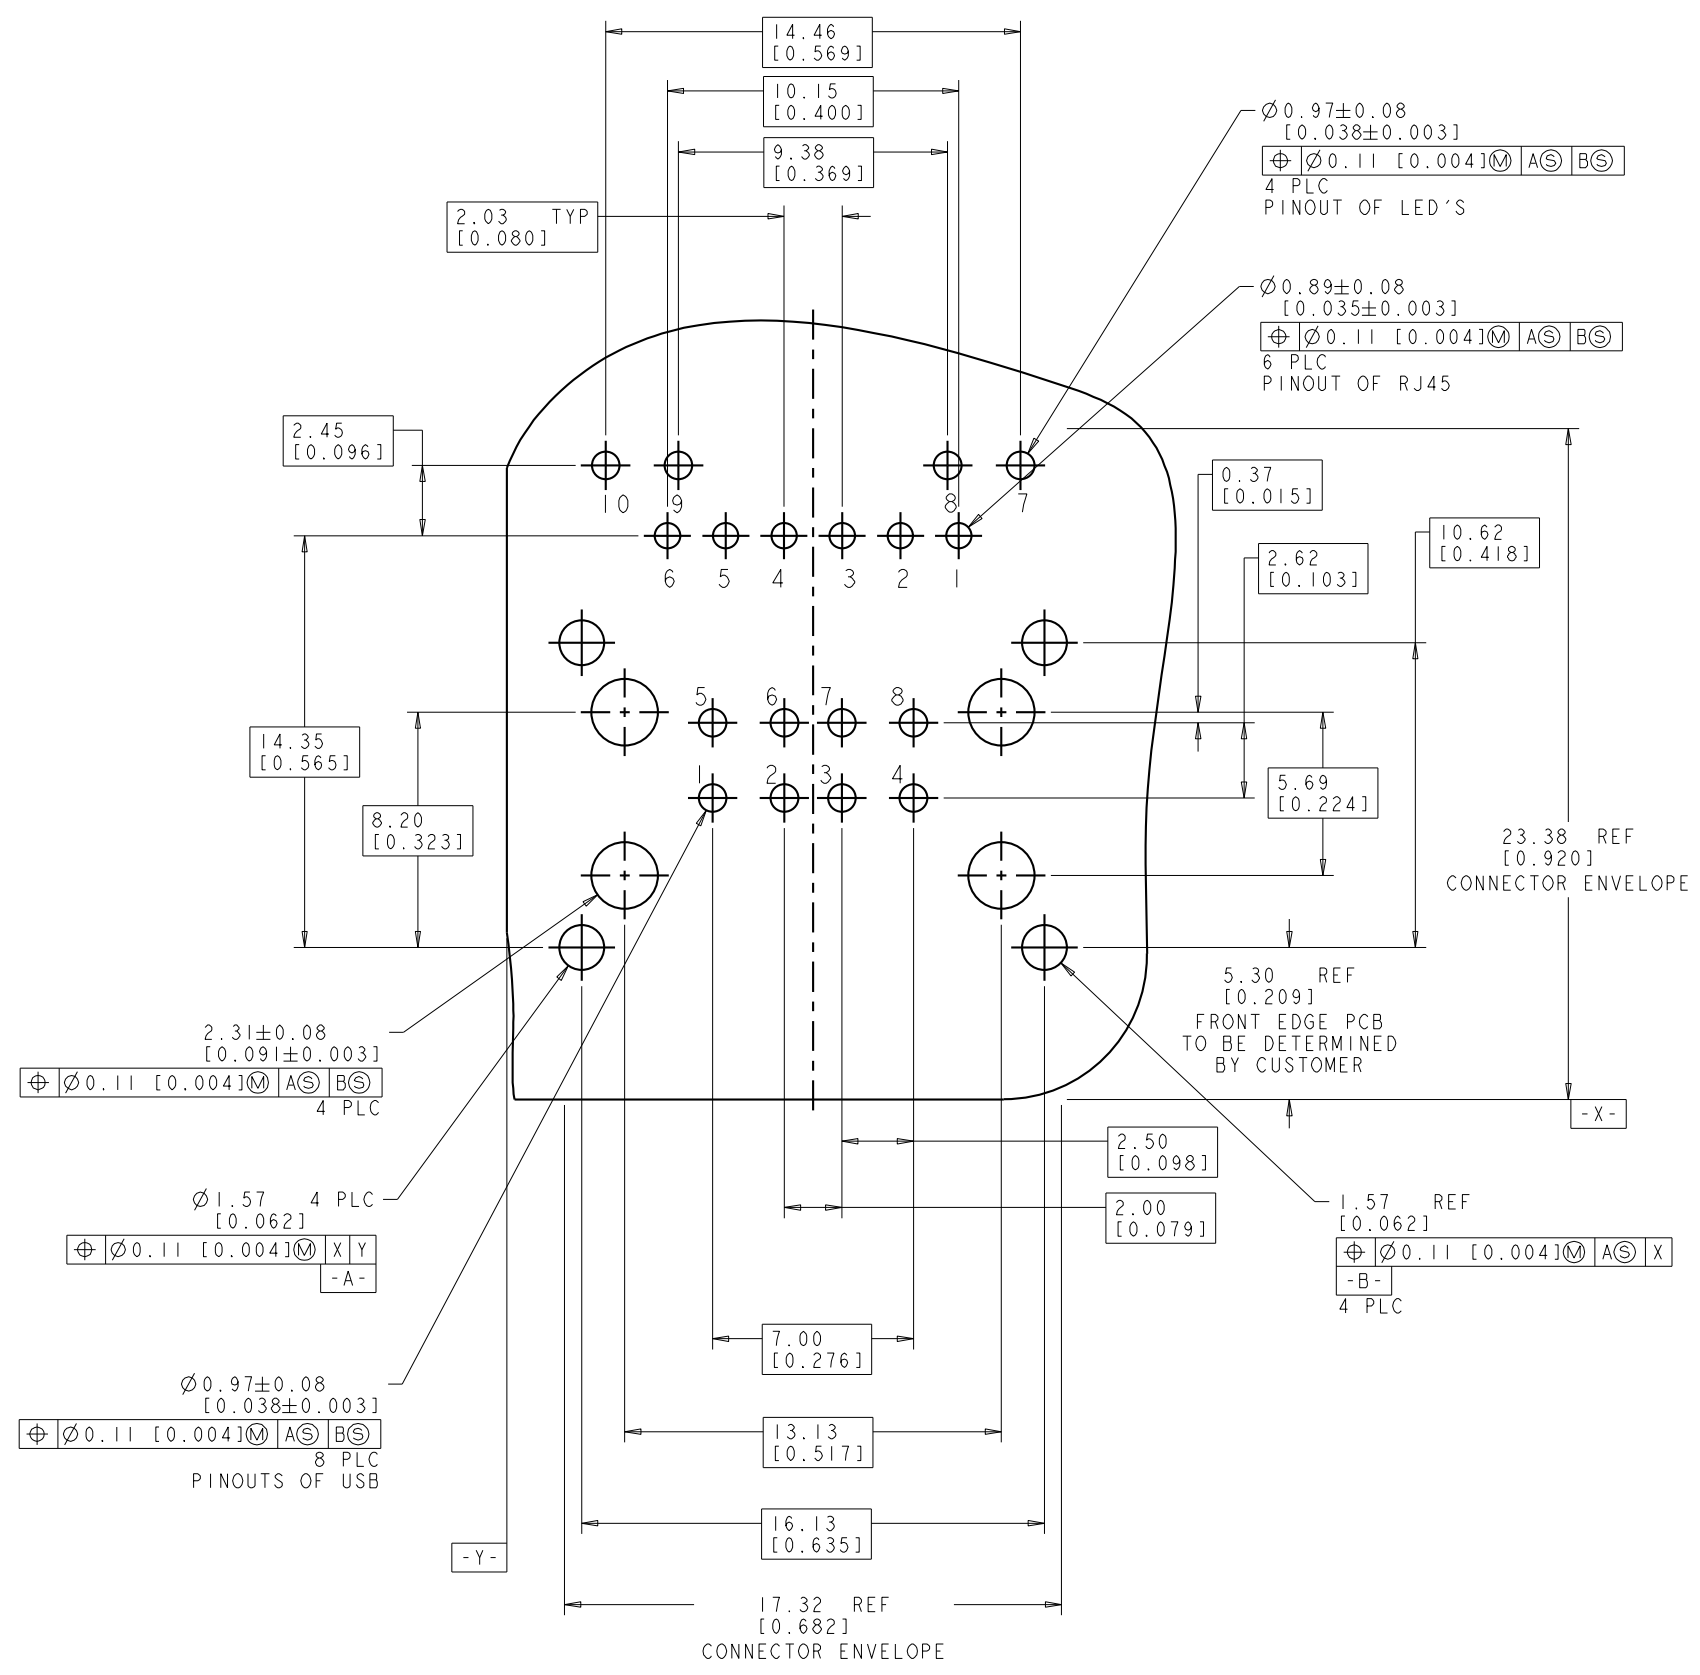 14.46
[0.569]
10.15
[0.400]
9.38
[0.369]
2.03 TYP
[0.080]
Ø0.97±0.08
[0.038±0.003]
⌖ Ø0.11 [0.004]Ⓜ AⓈ BⓈ
4 PLC
PINOUT OF LED'S
Ø0.89±0.08
[0.035±0.003]
⌖ Ø0.11 [0.004]Ⓜ AⓈ BⓈ
6 PLC
PINOUT OF RJ45
2.45
[0.096]
0.37
[0.015]
10 9 8 7
10.62
[0.418]
2.62
[0.103]
6 5 4 3 2 1
5 6 7 8
14.35
[0.565]
1 2 3 4
5.69
[0.224]
8.20
[0.323]
23.38 REF
[0.920]
CONNECTOR ENVELOPE
5.30 REF
[0.209]
FRONT EDGE PCB
TO BE DETERMINED
BY CUSTOMER
2.31±0.08
[0.091±0.003]
⌖ Ø0.11 [0.004]Ⓜ AⓈ BⓈ
4 PLC
-X-
2.50
[0.098]
Ø1.57 4 PLC
[0.062]
⌖ Ø0.11 [0.004]Ⓜ X Y
-A-
2.00
[0.079]
1.57 REF
[0.062]
⌖ Ø0.11 [0.004]Ⓜ AⓈ X
-B-
4 PLC
7.00
[0.276]
Ø0.97±0.08
[0.038±0.003]
⌖ Ø0.11 [0.004]Ⓜ AⓈ BⓈ
8 PLC
PINOUTS OF USB
13.13
[0.517]
16.13
[0.635]
-Y-
17.32 REF
[0.682]
CONNECTOR ENVELOPE